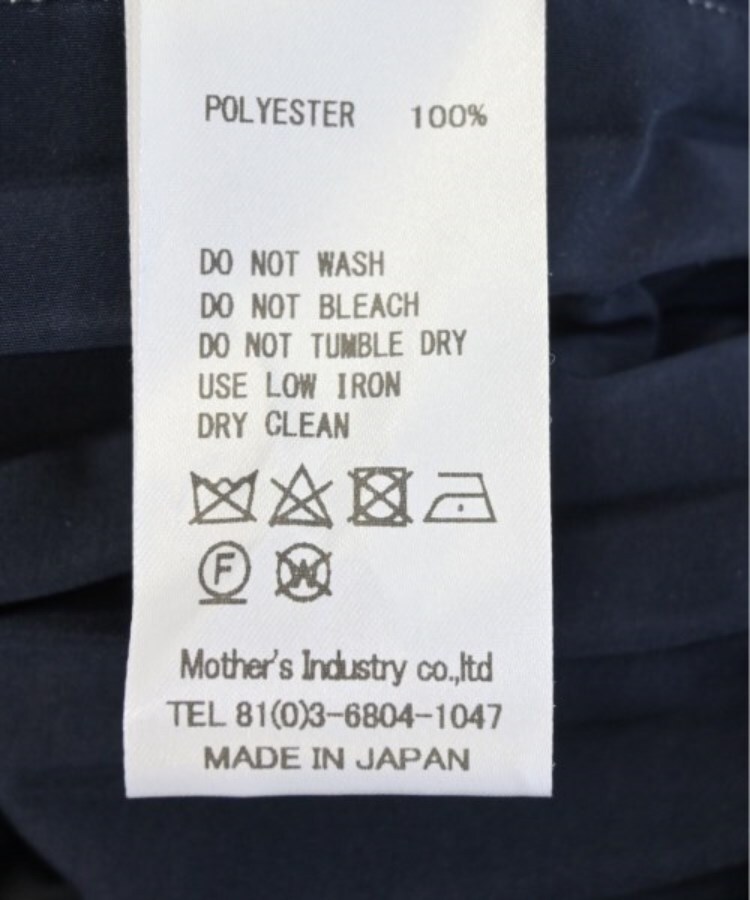 POLYESTER 100%
DO NOT WASH
DO NOT BLEACH
DO NOT TUMBLE DRY
USE LOW IRON
DRY CLEAN
F W
Mother's Industry co.,ltd
TEL 81(0)3-6804-1047
MADE IN JAPAN